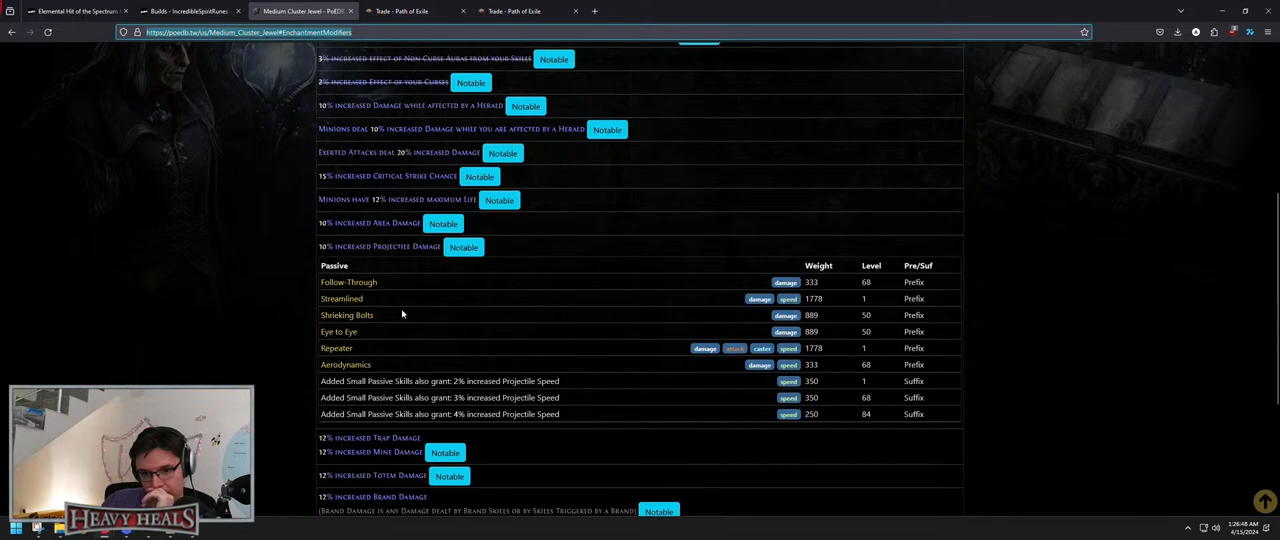 Elemental Hit of the Spectrum
Builds - IncredibleSpiritRunes
Medium Cluster Jewel - PoEDB
Trade - Path of Exile
Trade - Path of Exile
https://poedb.tw/us/Medium_Cluster_Jewel#EnchantmentModifiers
3% increased effect of Non Curse Auras from your Skills Notable
2% increased Effect of your Curses Notable
10% increased Damage while affected by a Herald Notable
Minions deal 10% increased Damage while you are affected by a Herald Notable
Exerted Attacks deal 20% increased Damage Notable
15% increased Critical Strike Chance Notable
Minions have 12% increased maximum Life Notable
10% increased Area Damage Notable
10% increased Projectile Damage Notable
Passive Weight Level Pre/Suf
Follow-Through damage 333 68 Prefix
Streamlined damage speed 1778 1 Prefix
Shrieking Bolts damage 889 50 Prefix
Eye to Eye damage 889 50 Prefix
Repeater damage attack caster speed 1778 1 Prefix
Aerodynamics damage speed 333 68 Prefix
Added Small Passive Skills also grant: 2% increased Projectile Speed speed 350 1 Suffix
Added Small Passive Skills also grant: 3% increased Projectile Speed speed 350 68 Suffix
Added Small Passive Skills also grant: 4% increased Projectile Speed speed 250 84 Suffix
12% increased Trap Damage
12% increased Mine Damage Notable
12% increased Totem Damage Notable
12% increased Brand Damage
(Brand Damage is any Damage dealt by Brand Skills or by Skills Triggered by a Brand) Notable
HEAVY HEALS
1:26:48 AM
4/15/2024